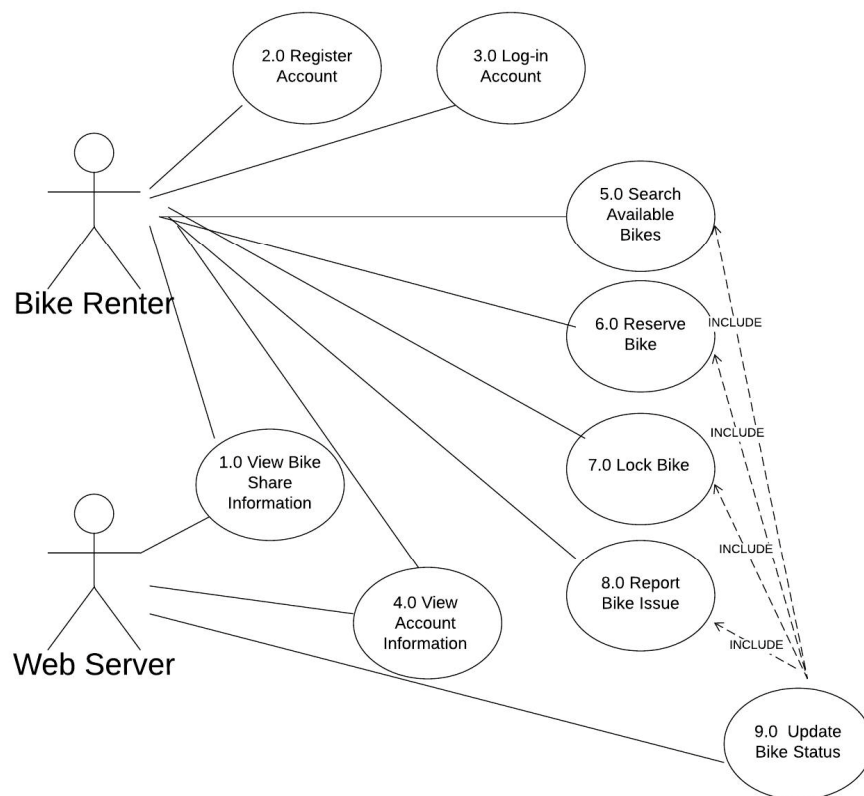 2.0 Register
Account
3.0 Log-in
Account
5.0 Search
Available
Bikes
Bike Renter
INCLUDE
6.0 Reserve
Bike
INCLUDE
1.0 View Bike
Share
Information
7.0 Lock Bike
INCLUDE
8.0 Report
Bike Issue
4.0 View
Account
Information
INCLUDE
Web Server
9.0 Update
Bike Status